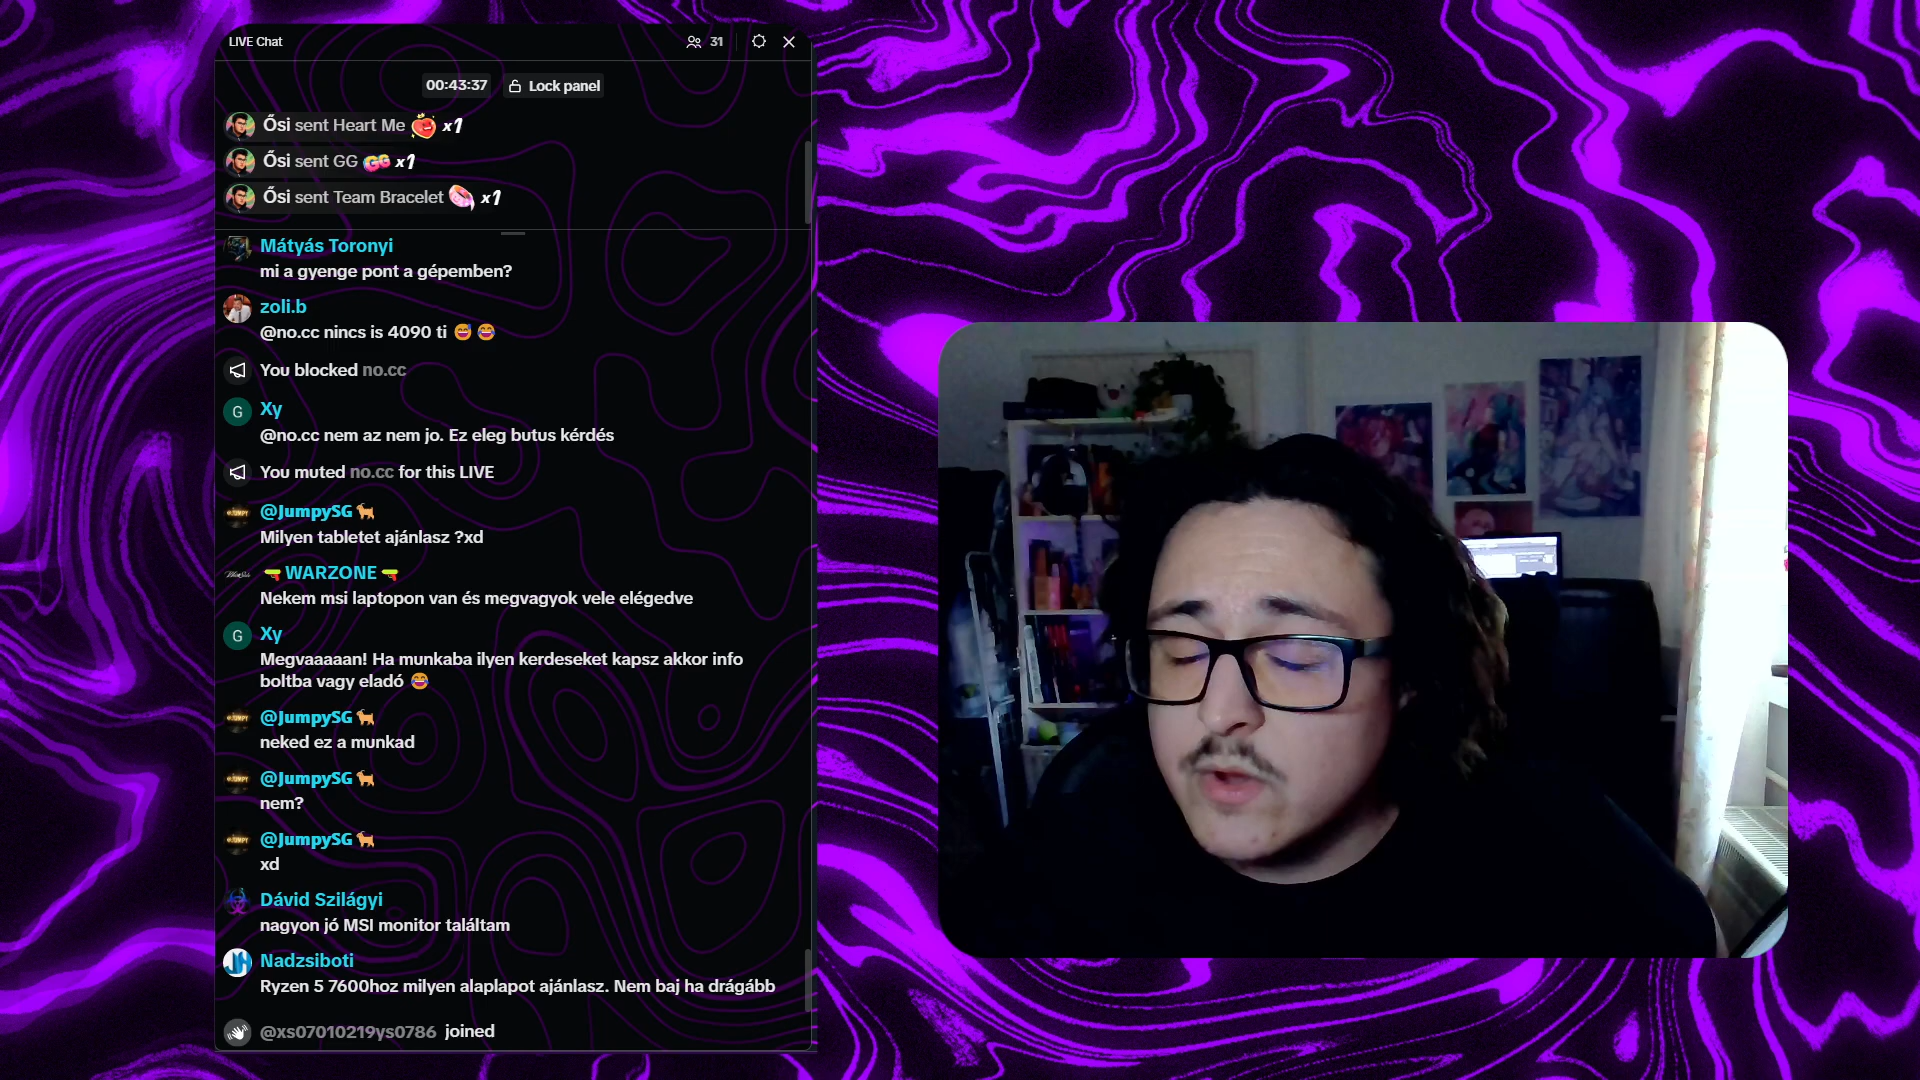 LIVE Chat
31
00:43:37 Lock panel
Ősi sent Heart Me x1
Ősi sent GG x1
Ősi sent Team Bracelet x1
Mátyás Toronyi
mi a gyenge pont a gépemben?
zoli.b
@no.cc nincs is 4090 ti 😅 😂
You blocked no.cc
G Xy
@no.cc nem az nem jo. Ez eleg butus kérdés
You muted no.cc for this LIVE
@JumpySG🐕
Milyen tabletet ajánlasz ?xd
🔫WARZONE🔫
Nekem msi laptopon van és megvagyok vele elégedve
G Xy
Megvaaaaan! Ha munkaba ilyen kerdeseket kapsz akkor info
boltba vagy eladó 😂
@JumpySG🐕
neked ez a munkad
@JumpySG🐕
nem?
@JumpySG🐕
xd
Dávid Szilágyi
nagyon jó MSI monitor találtam
Nadzsiboti
Ryzen 5 7600hoz milyen alaplapot ajánlasz. Nem baj ha drágább
@xs07010219ys0786 joined